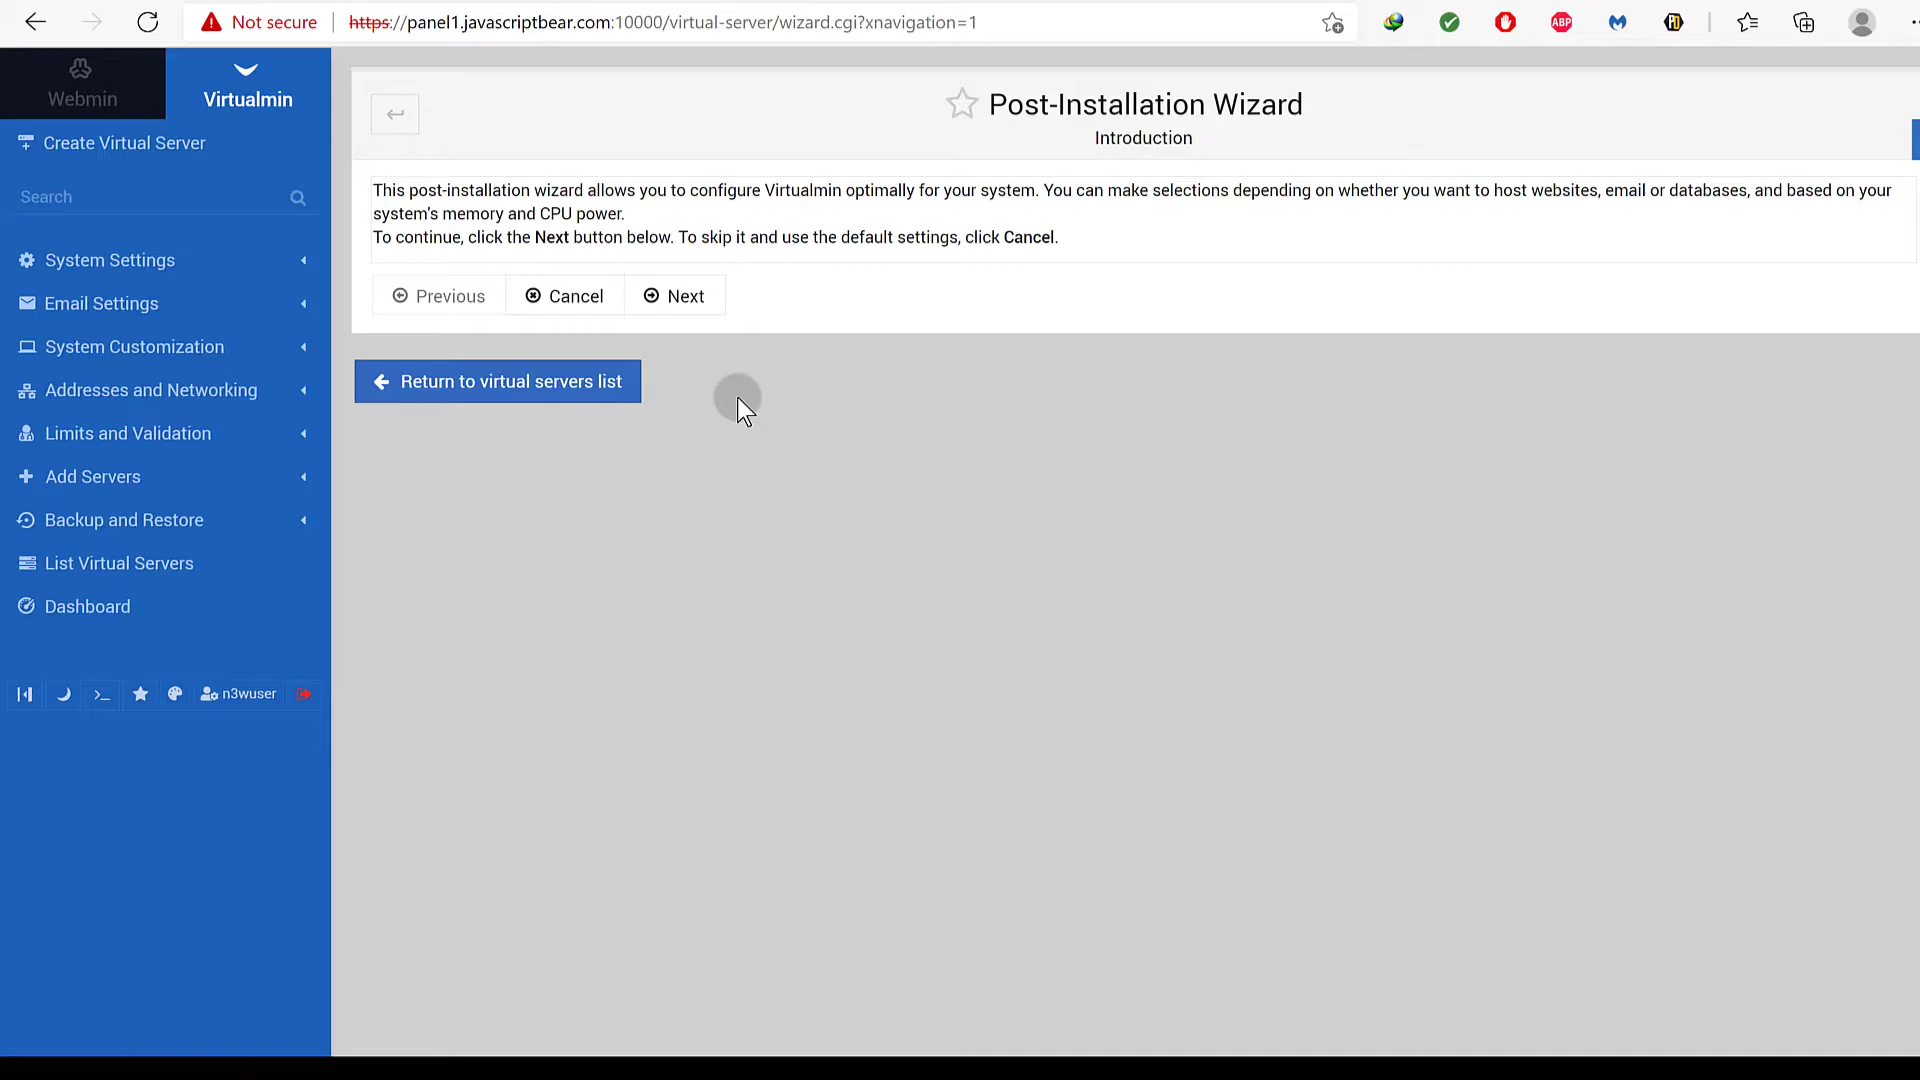 Not secure
https://panel1.javascriptbear.com:10000/virtual-server/wizard.cgi?xnavigation=1
ABP
Webmin
Virtualmin
Create Virtual Server
Search
System Settings
Email Settings
System Customization
Addresses and Networking
Limits and Validation
Add Servers
Backup and Restore
List Virtual Servers
Dashboard
n3wuser
Post-Installation Wizard
Introduction
This post-installation wizard allows you to configure Virtualmin optimally for your system. You can make selections depending on whether you want to host websites, email or databases, and based on your
system's memory and CPU power.
To continue, click the Next button below. To skip it and use the default settings, click Cancel.
Previous
Cancel
Next
Return to virtual servers list